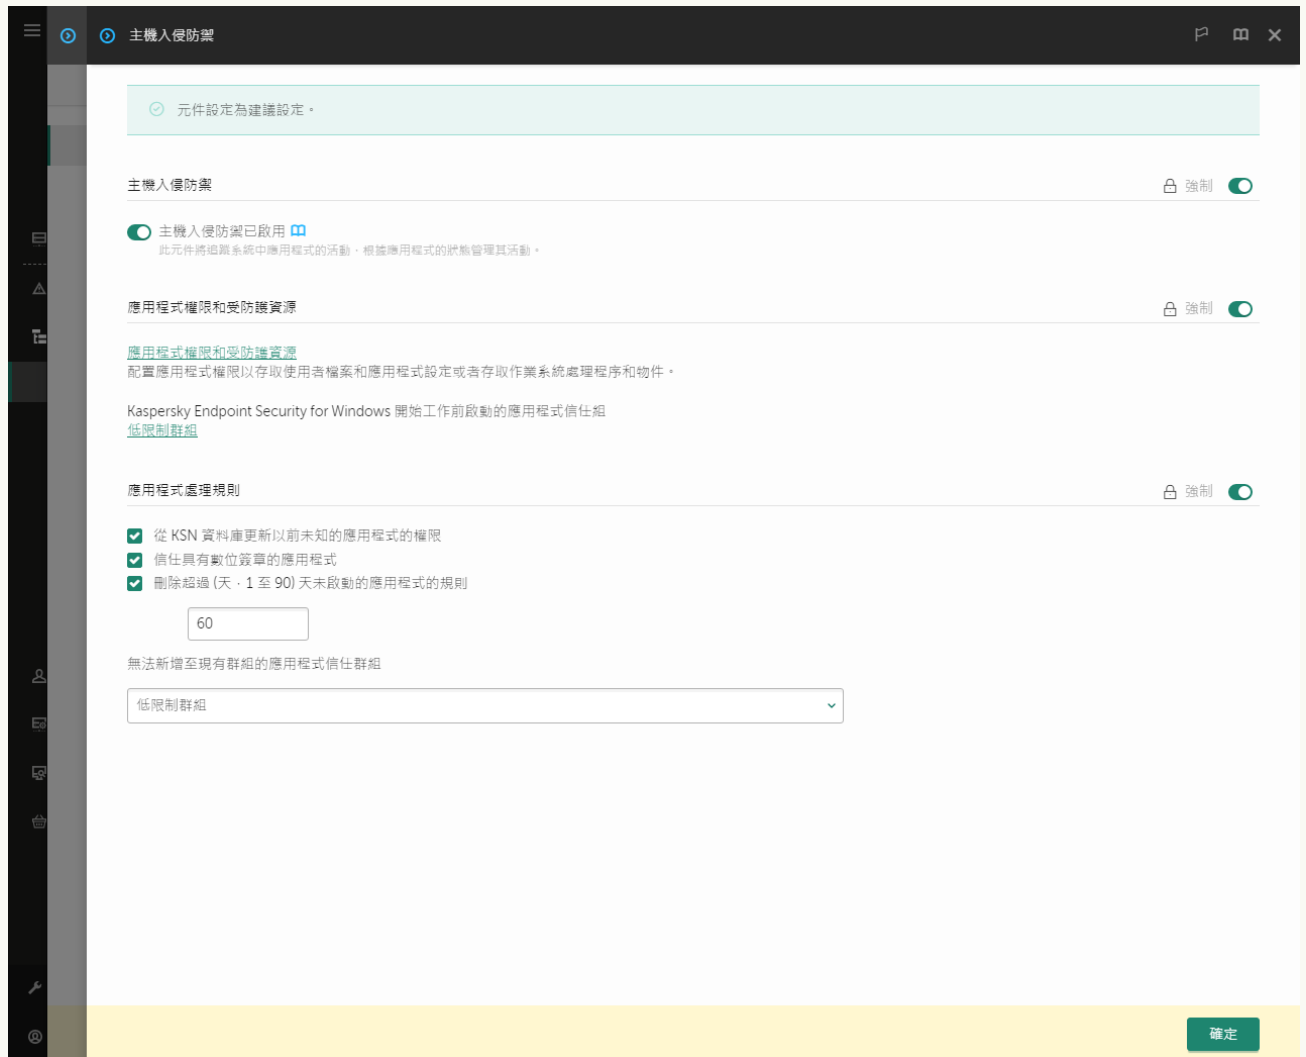 主機入侵防禦
元件設定為建議設定。
主機入侵防禦 強制
主機入侵防禦已啟用
此元件將追蹤系統中應用程式的活動、根據應用程式的狀態管理其活動。
應用程式權限和受防護資源 強制
應用程式權限和受防護資源
配置應用程式權限以存取使用者檔案和應用程式設定或者存取作業系統處理程序和物件。
Kaspersky Endpoint Security for Windows 開始工作前啟動的應用程式信任組
低限制群組
應用程式處理規則 強制
從 KSN 資料庫更新以前未知的應用程式的權限
信任具有數位簽章的應用程式
刪除超過 (天，1 至 90) 天未啟動的應用程式的規則
60
無法新增至現有群組的應用程式信任群組
低限制群組
確定